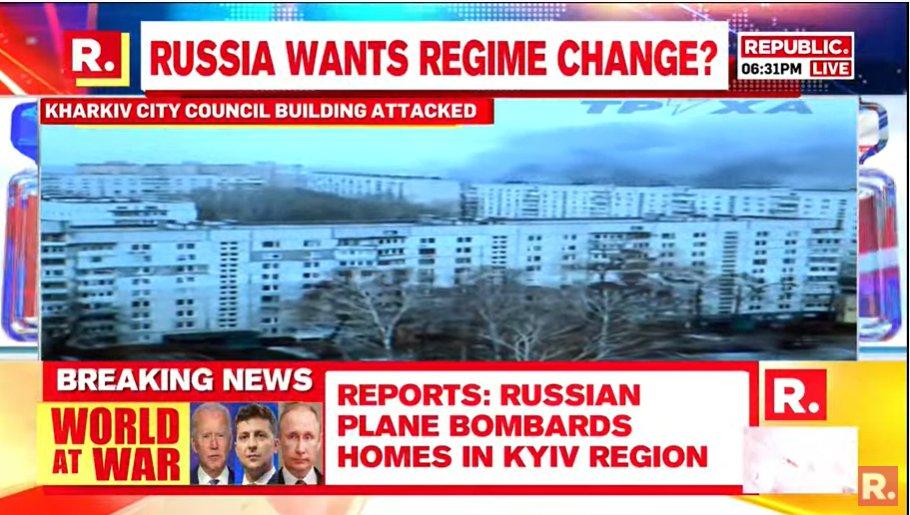 R.
RUSSIA WANTS REGIME CHANGE?
REPUBLIC.
06:31PM LIVE
KHARKIV CITY COUNCIL BUILDING ATTACKED
ТРУХА
BREAKING NEWS
WORLD
AT WAR
REPORTS: RUSSIAN
PLANE BOMBARDS
HOMES IN KYIV REGION
R.
R.